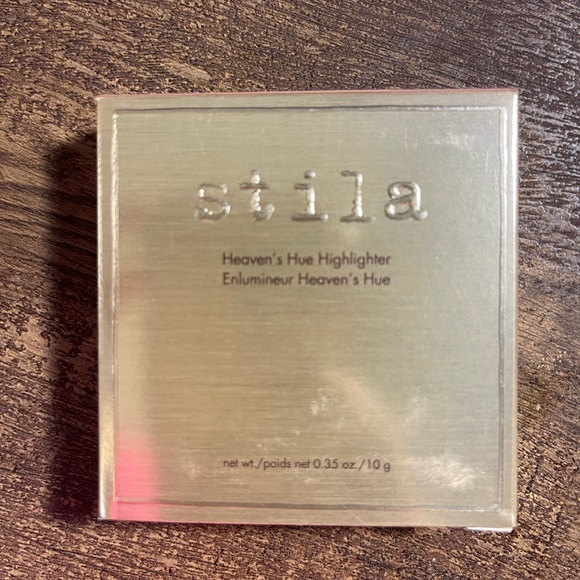 stila
Heaven's Hue Highlighter
Enlumineur Heaven's Hue
net wt./poids net 0.35 oz./10 g